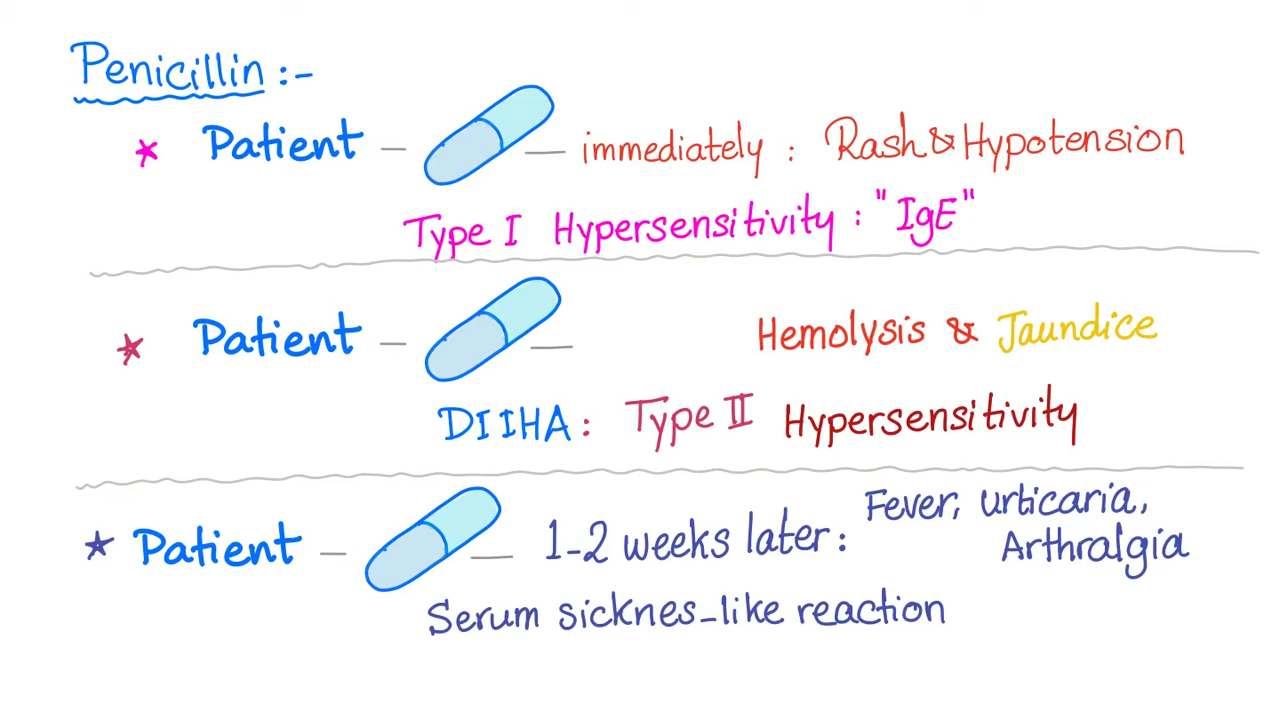 Penicillin :-
* Patient - - immediately : Rash & Hypotension
Type I Hypersensitivity : "IgE"
* Patient - - Hemolysis & Jaundice
DIIHA : Type II Hypersensitivity
* Patient - - 1-2 weeks later : Fever, urticaria,
Arthralgia
Serum sicknes-like reaction